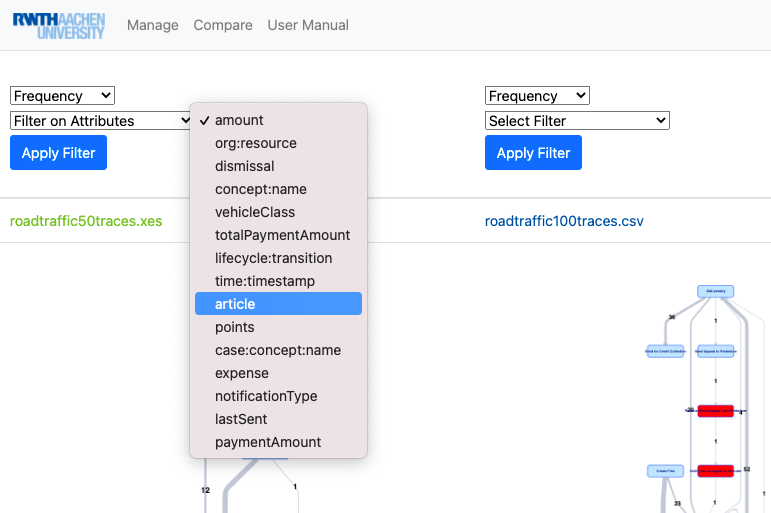 RWTH AACHEN UNIVERSITY
Manage Compare User Manual
Frequency
Filter on Attributes
Apply Filter
✓ amount
org:resource
dismissal
concept:name
vehicleClass
totalPaymentAmount
lifecycle:transition
time:timestamp
article
points
case:concept:name
expense
notificationType
lastSent
paymentAmount
Frequency
Select Filter
Apply Filter
roadtraffic50traces.xes
roadtraffic100traces.csv
Add penalty
36
1
Send for Credit Collection
Send Appeal to Prefecture
1
4
1
52
Create Fine
23
1
1
12
1